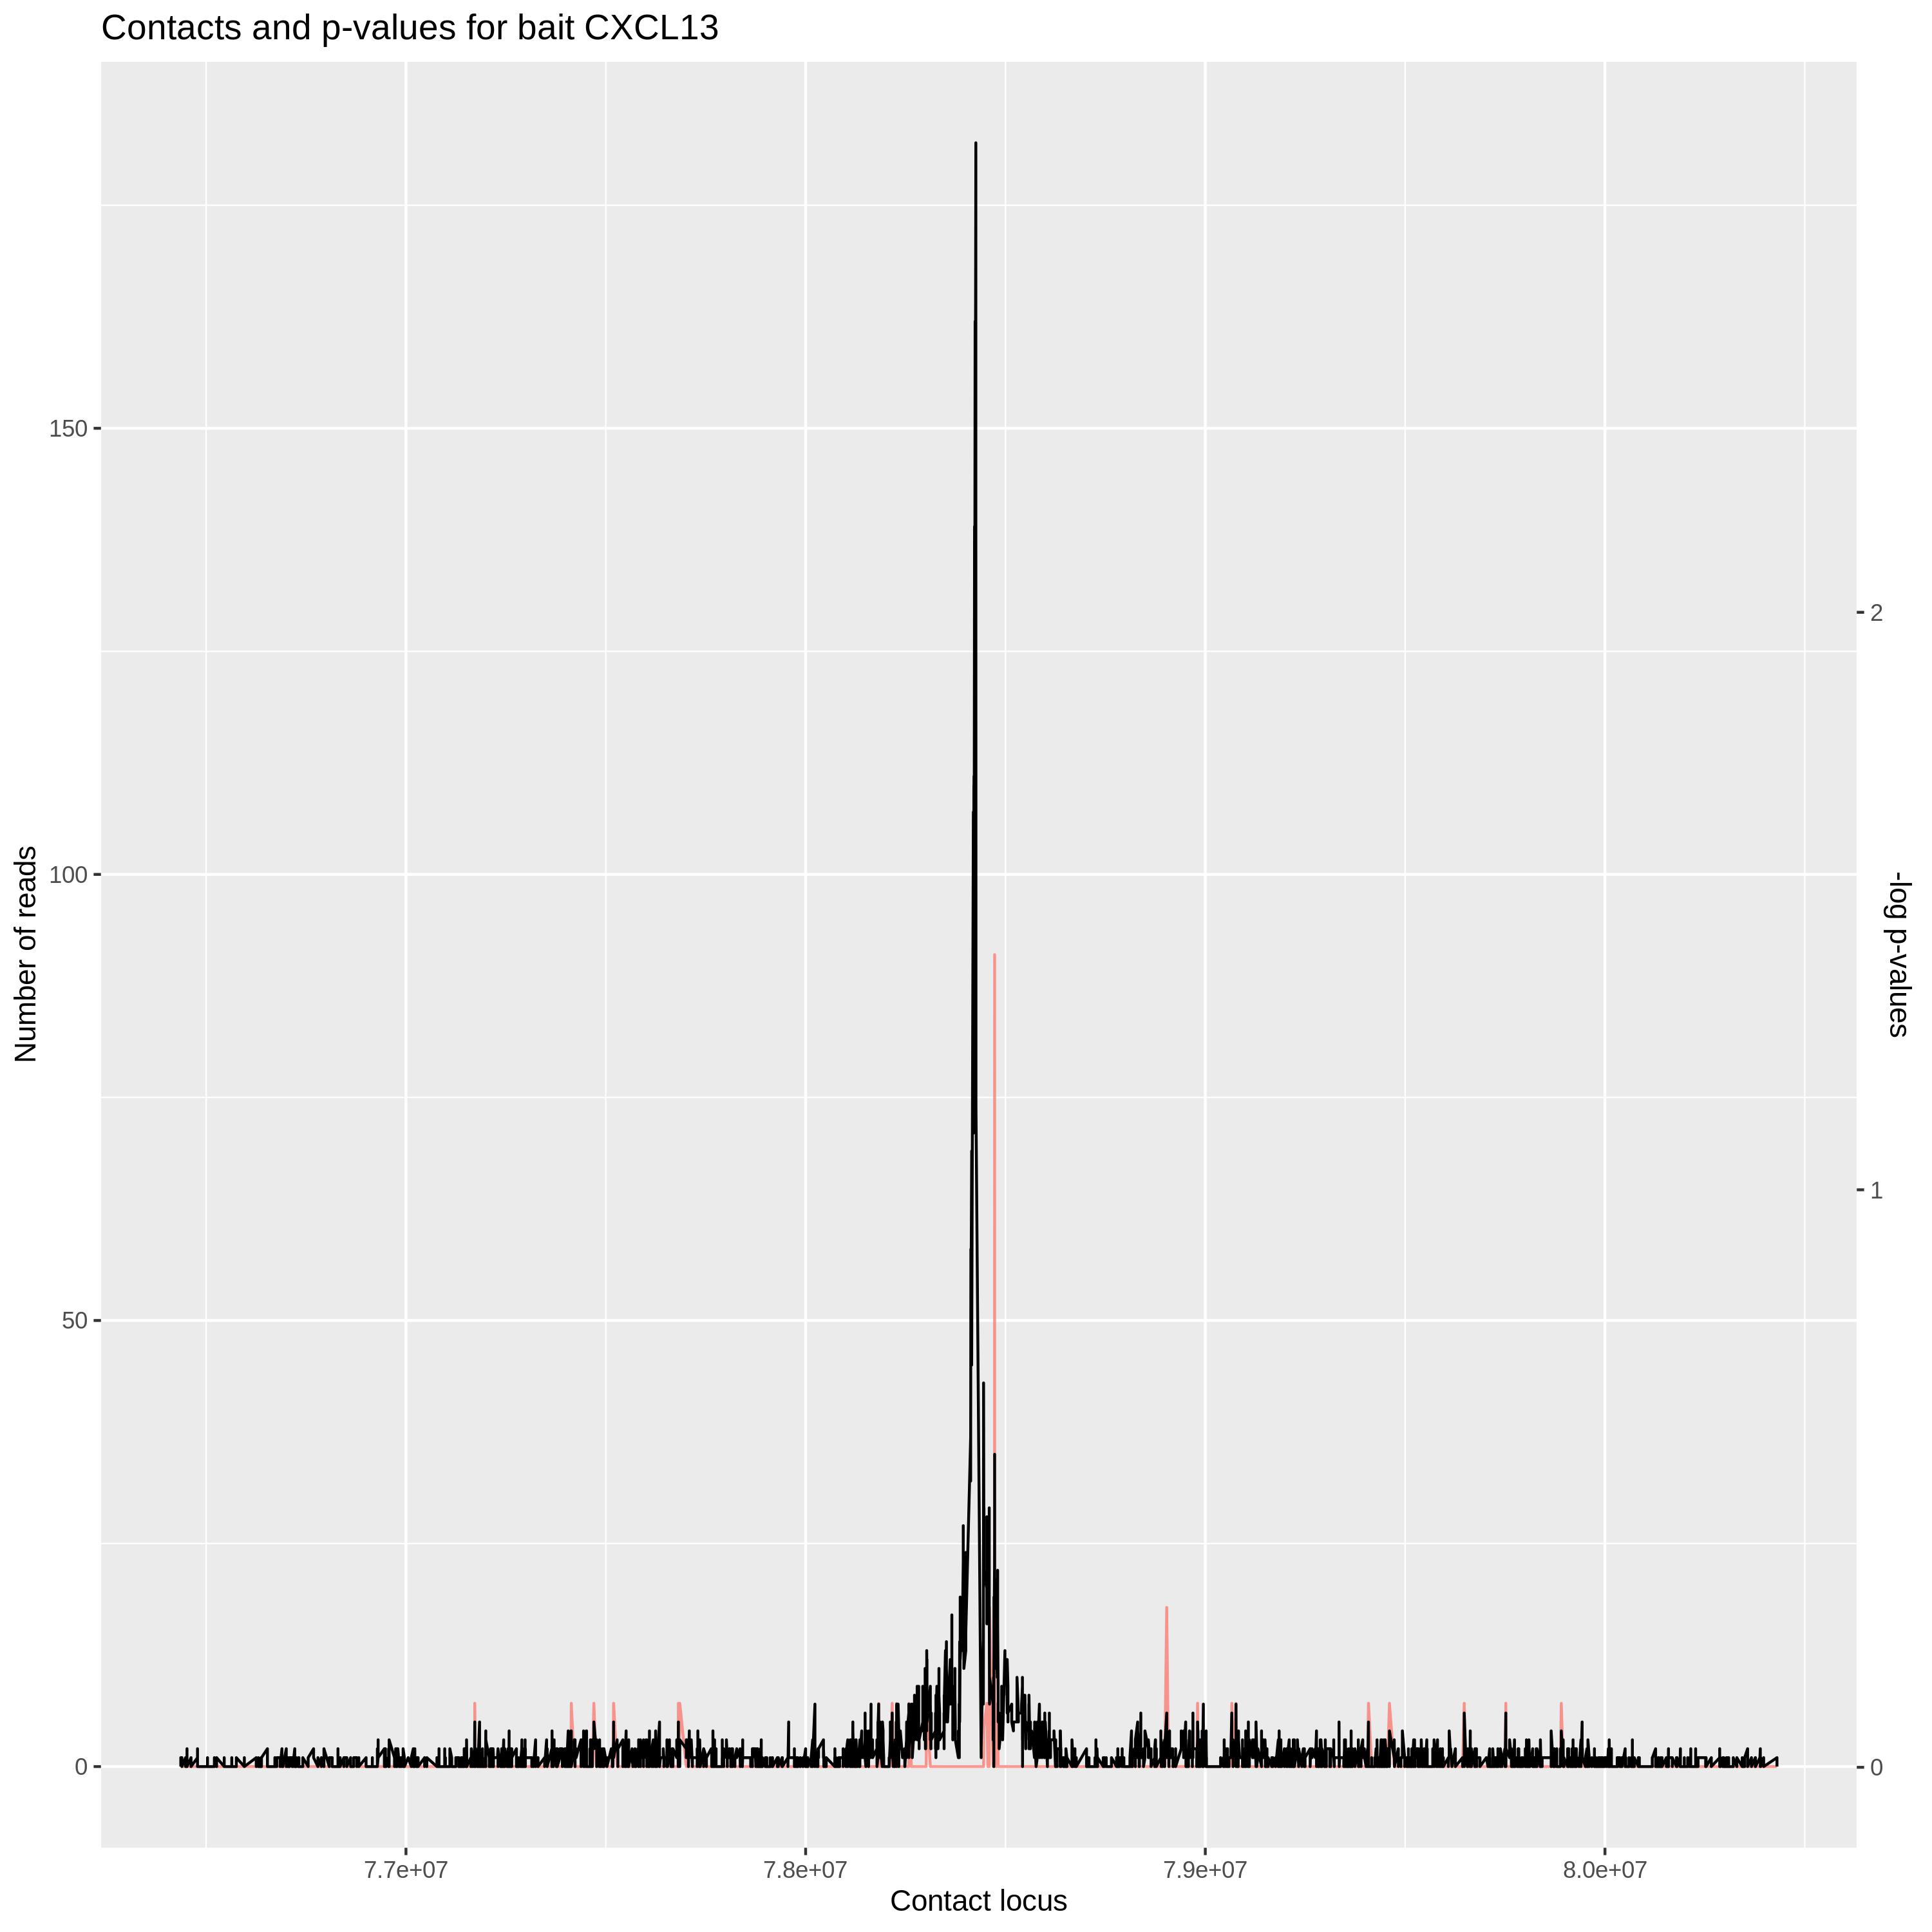 Contacts and p-values for bait CXCL13
Number of reads
150
100
50
0
2
1
0
-log p-values
7.7e+07
7.8e+07
7.9e+07
8.0e+07
Contact locus